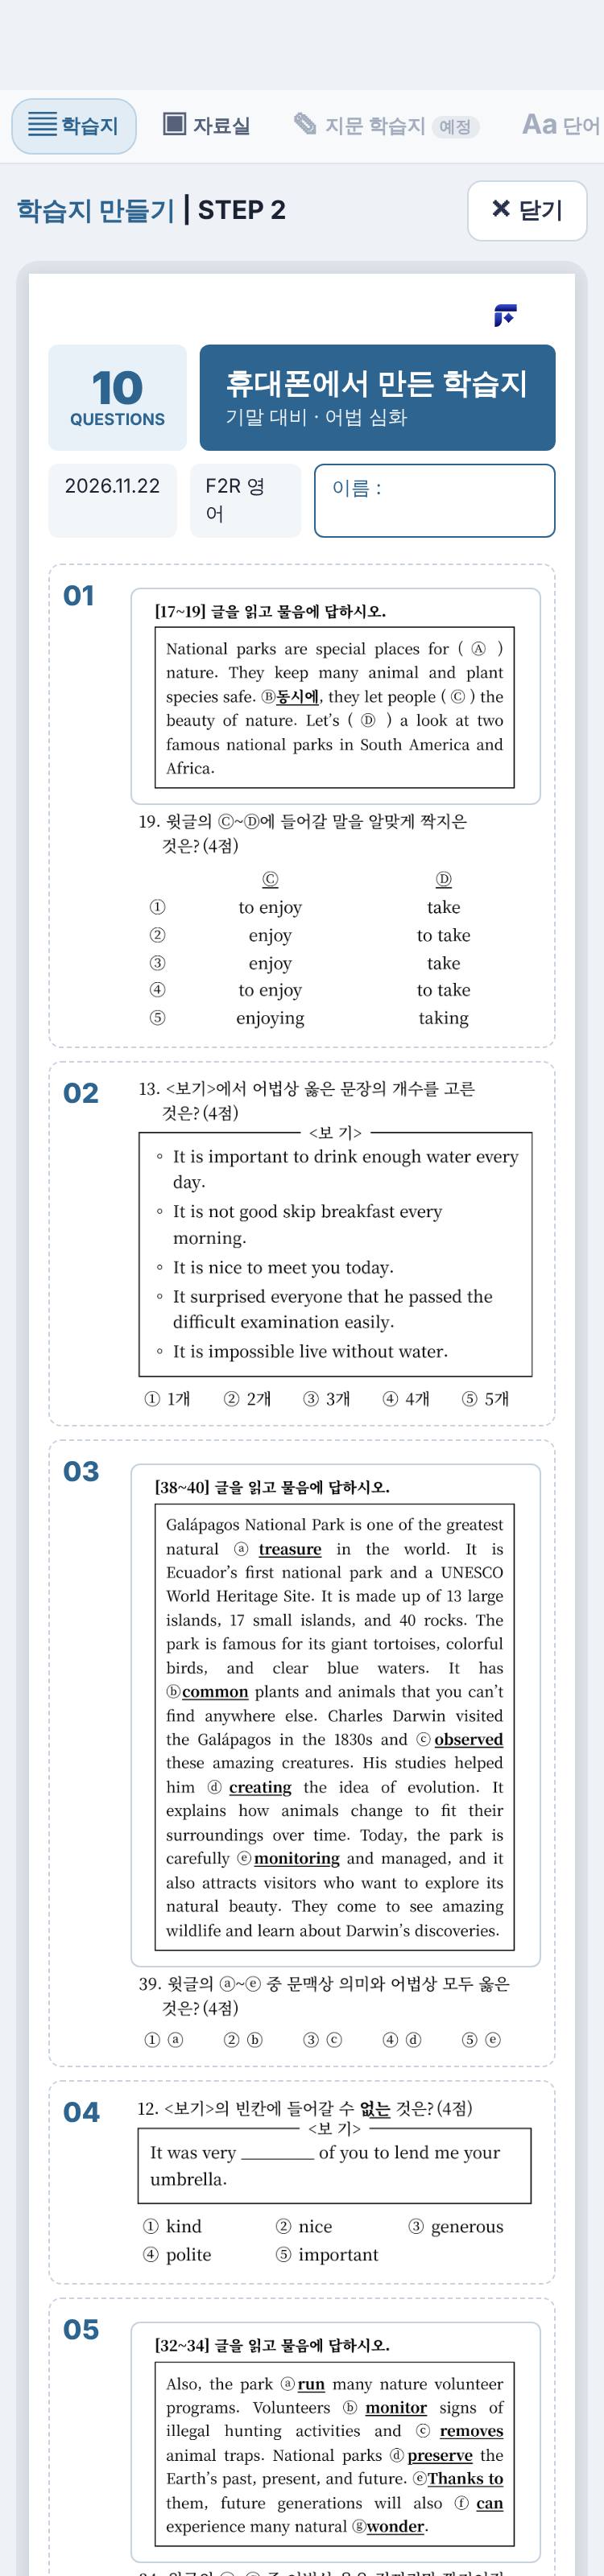 학습지
자료실
지문 학습지 예정
Aa 단어
학습지 만들기 | STEP 2
✕ 닫기
10
QUESTIONS
휴대폰에서 만든 학습지
기말 대비 · 어법 심화
2026.11.22
F2R 영
어
이름 :
01
[17~19] 글을 읽고 물음에 답하시오.
National parks are special places for ( Ⓐ )
nature. They keep many animal and plant
species safe. Ⓑ동시에, they let people ( Ⓒ ) the
beauty of nature. Let's ( Ⓓ ) a look at two
famous national parks in South America and
Africa.
19. 윗글의 Ⓒ~Ⓓ에 들어갈 말을 알맞게 짝지은
것은? (4점)
Ⓒ Ⓓ
① to enjoy take
② enjoy to take
③ enjoy take
④ to enjoy to take
⑤ enjoying taking
02
13. <보기>에서 어법상 옳은 문장의 개수를 고른
것은? (4점)
<보 기>
◦ It is important to drink enough water every
day.
◦ It is not good skip breakfast every
morning.
◦ It is nice to meet you today.
◦ It surprised everyone that he passed the
difficult examination easily.
◦ It is impossible live without water.
① 1개 ② 2개 ③ 3개 ④ 4개 ⑤ 5개
03
[38~40] 글을 읽고 물음에 답하시오.
Galápagos National Park is one of the greatest
natural ⓐ treasure in the world. It is
Ecuador's first national park and a UNESCO
World Heritage Site. It is made up of 13 large
islands, 17 small islands, and 40 rocks. The
park is famous for its giant tortoises, colorful
birds, and clear blue waters. It has
ⓑcommon plants and animals that you can't
find anywhere else. Charles Darwin visited
the Galápagos in the 1830s and ⓒ observed
these amazing creatures. His studies helped
him ⓓ creating the idea of evolution. It
explains how animals change to fit their
surroundings over time. Today, the park is
carefully ⓔ monitoring and managed, and it
also attracts visitors who want to explore its
natural beauty. They come to see amazing
wildlife and learn about Darwin's discoveries.
39. 윗글의 ⓐ~ⓔ 중 문맥상 의미와 어법상 모두 옳은
것은? (4점)
① ⓐ ② ⓑ ③ ⓒ ④ ⓓ ⑤ ⓔ
04
12. <보기>의 빈칸에 들어갈 수 없는 것은? (4점)
<보 기>
It was very ________ of you to lend me your
umbrella.
① kind ② nice ③ generous
④ polite ⑤ important
05
[32~34] 글을 읽고 물음에 답하시오.
Also, the park ⓐrun many nature volunteer
programs. Volunteers ⓑ monitor signs of
illegal hunting activities and ⓒ removes
animal traps. National parks ⓓpreserve the
Earth's past, present, and future. ⓔThanks to
them, future generations will also ⓕ can
experience many natural ⓖwonder.